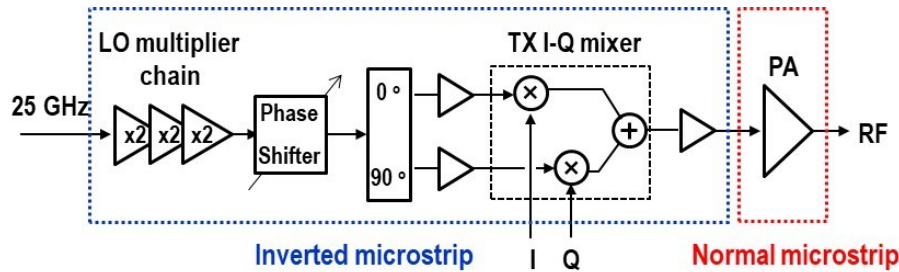 LO multiplier
chain
TX I-Q mixer
PA
25 GHz
x2 x2 x2
Phase
Shifter
0 °
90 °
RF
Inverted microstrip
I
Q
Normal microstrip